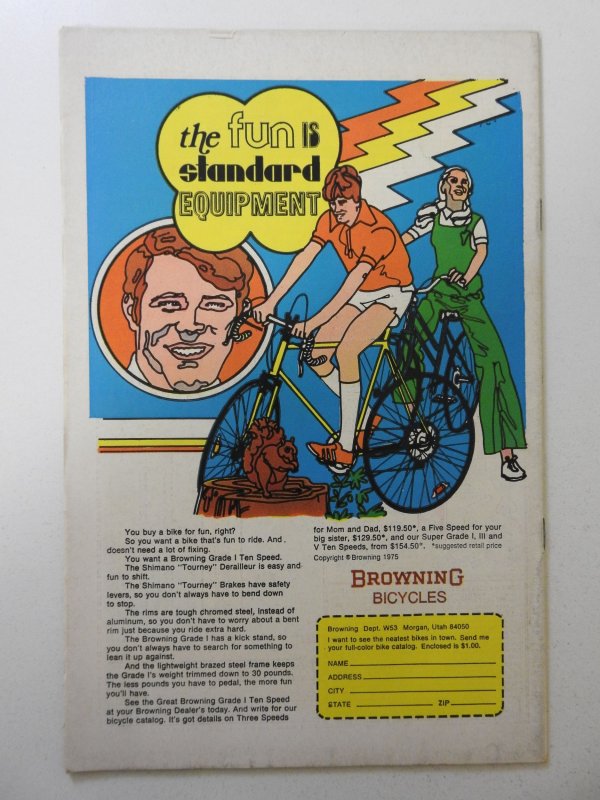 the fun IS
standard
EQUIPMENT
You buy a bike for fun, right?
So you want a bike that's fun to ride. And
doesn't need a lot of fixing.
You want a Browning Grade I Ten Speed.
The Shimano "Tourney" Derailleur is easy and
fun to shift.
The Shimano "Tourney" Brakes have safety
levers, so you don't always have to bend down
to stop.
The rims are tough chromed steel, instead of
aluminum, so you don't have to worry about a bent
rim just because you ride extra hard.
The Browning Grade I has a kick stand, so
you don't always have to search for something to
lean it up against.
And the lightweight brazed steel frame keeps
the Grade I's weight trimmed down to 30 pounds.
The less pounds you have to pedal, the more fun
you'll have.
See the Great Browning Grade I Ten Speed
at your Browning Dealer's today. And write for our
bicycle catalog. It's got details on Three Speeds
for Mom and Dad, $119.50*, a Five Speed for your
big sister, $129.50*, and our Super Grade I, III and
V Ten Speeds, from $154.50*. *suggested retail price
Copyright © Browning 1975
BROWNING
BICYCLES
Browning Dept. W53 Morgan, Utah 84050
I want to see the neatest bikes in town. Send me
your full-color bike catalog. Enclosed is $1.00.
NAME
ADDRESS
CITY
STATE ZIP